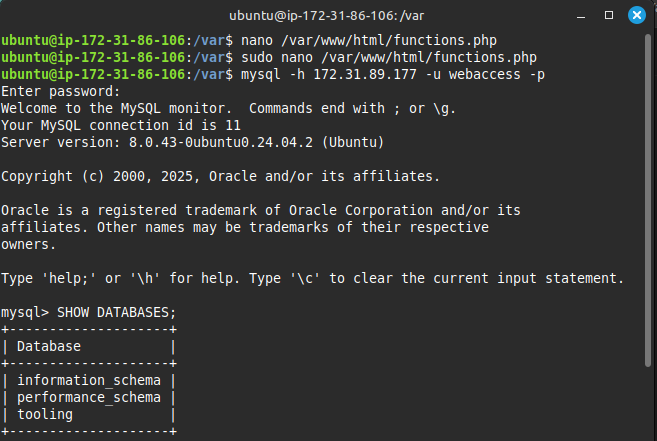 ubuntu@ip-172-31-86-106: /var
ubuntu@ip-172-31-86-106:/var$ nano /var/www/html/functions.php
ubuntu@ip-172-31-86-106:/var$ sudo nano /var/www/html/functions.php
ubuntu@ip-172-31-86-106:/var$ mysql -h 172.31.89.177 -u webaccess -p
Enter password:
Welcome to the MySQL monitor.  Commands end with ; or \g.
Your MySQL connection id is 11
Server version: 8.0.43-0ubuntu0.24.04.2 (Ubuntu)

Copyright (c) 2000, 2025, Oracle and/or its affiliates.

Oracle is a registered trademark of Oracle Corporation and/or its
affiliates. Other names may be trademarks of their respective
owners.

Type 'help;' or '\h' for help. Type '\c' to clear the current input statement.

mysql> SHOW DATABASES;
+--------------------+
| Database           |
+--------------------+
| information_schema |
| performance_schema |
| tooling            |
+--------------------+